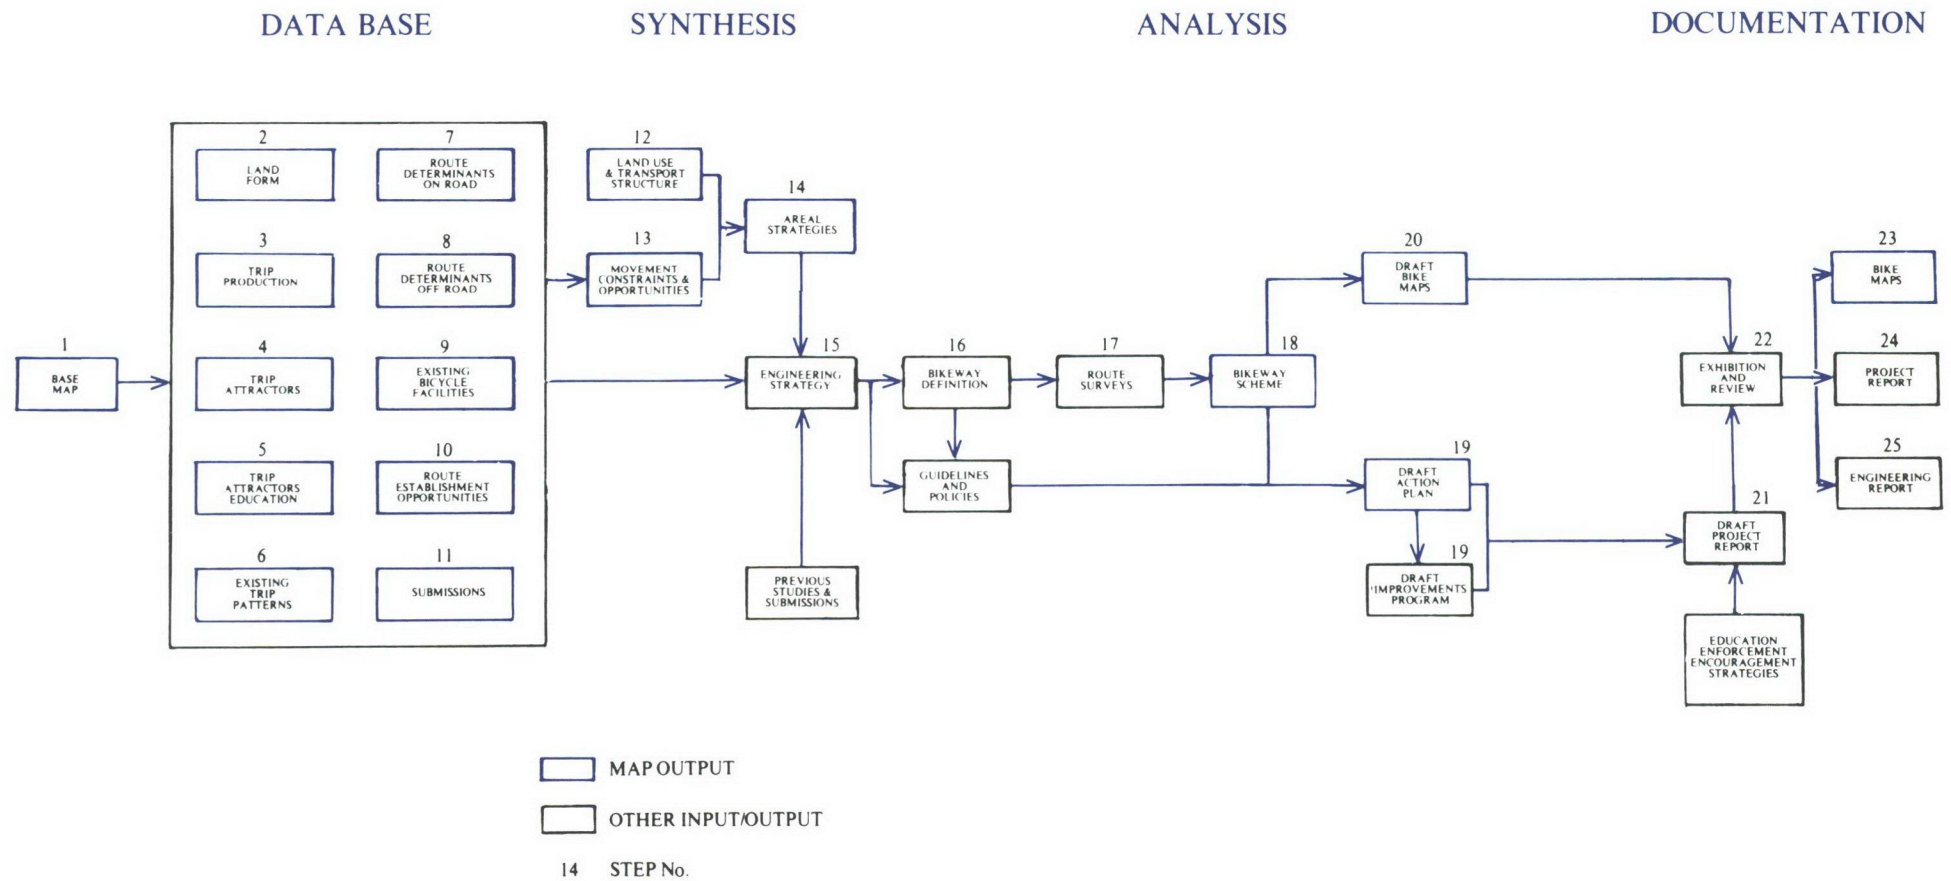 DATA BASE
SYNTHESIS
ANALYSIS
DOCUMENTATION
1
BASE
MAP
2
LAND
FORM
3
TRIP
PRODUCTION
4
TRIP
ATTRACTORS
5
TRIP
ATTRACTORS
EDUCATION
6
EXISTING
TRIP
PATTERNS
7
ROUTE
DETERMINANTS
ON ROAD
8
ROUTE
DETERMINANTS
OFF ROAD
9
EXISTING
BICYCLE
FACILITIES
10
ROUTE
ESTABLISHMENT
OPPORTUNITIES
11
SUBMISSIONS
12
LAND USE
& TRANSPORT
STRUCTURE
13
MOVEMENT
CONSTRAINTS &
OPPORTUNITIES
14
AREAL
STRATEGIES
15
ENGINEERING
STRATEGY
PREVIOUS
STUDIES &
SUBMISSIONS
16
BIKEWAY
DEFINITION
GUIDELINES
AND
POLICIES
17
ROUTE
SURVEYS
18
BIKEWAY
SCHEME
20
DRAFT
BIKE
MAPS
19
DRAFT
ACTION
PLAN
19
DRAFT
'IMPROVEMENTS
PROGRAM
22
EXHIBITION
AND
REVIEW
21
DRAFT
PROJECT
REPORT
EDUCATION
ENFORCEMENT
ENCOURAGEMENT
STRATEGIES
23
BIKE
MAPS
24
PROJECT
REPORT
25
ENGINEERING
REPORT
MAP OUTPUT
OTHER INPUT/OUTPUT
14 STEP No.